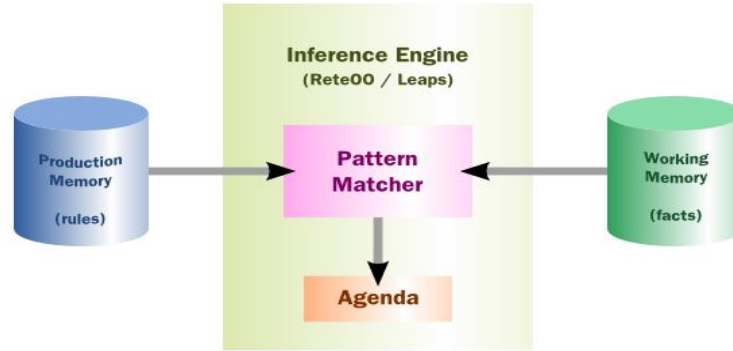 Inference Engine
(ReteOO / Leaps)
Production
Memory
(rules)
Pattern
Matcher
Working
Memory
(facts)
Agenda